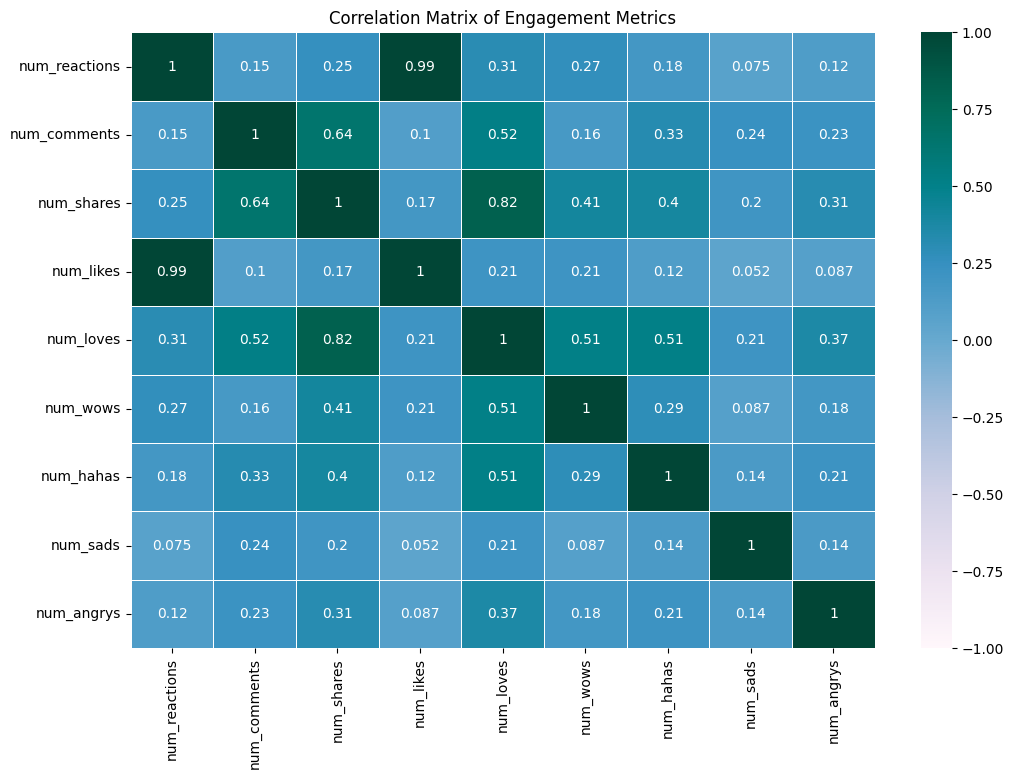 Correlation Matrix of Engagement Metrics
num_reactions 1 0.15 0.25 0.99 0.31 0.27 0.18 0.075 0.12
num_comments 0.15 1 0.64 0.1 0.52 0.16 0.33 0.24 0.23
num_shares 0.25 0.64 1 0.17 0.82 0.41 0.4 0.2 0.31
num_likes 0.99 0.1 0.17 1 0.21 0.21 0.12 0.052 0.087
num_loves 0.31 0.52 0.82 0.21 1 0.51 0.51 0.21 0.37
num_wows 0.27 0.16 0.41 0.21 0.51 1 0.29 0.087 0.18
num_hahas 0.18 0.33 0.4 0.12 0.51 0.29 1 0.14 0.21
num_sads 0.075 0.24 0.2 0.052 0.21 0.087 0.14 1 0.14
num_angrys 0.12 0.23 0.31 0.087 0.37 0.18 0.21 0.14 1
num_reactions
num_comments
num_shares
num_likes
num_loves
num_wows
num_hahas
num_sads
num_angrys
1.00
0.75
0.50
0.25
0.00
−0.25
−0.50
−0.75
−1.00